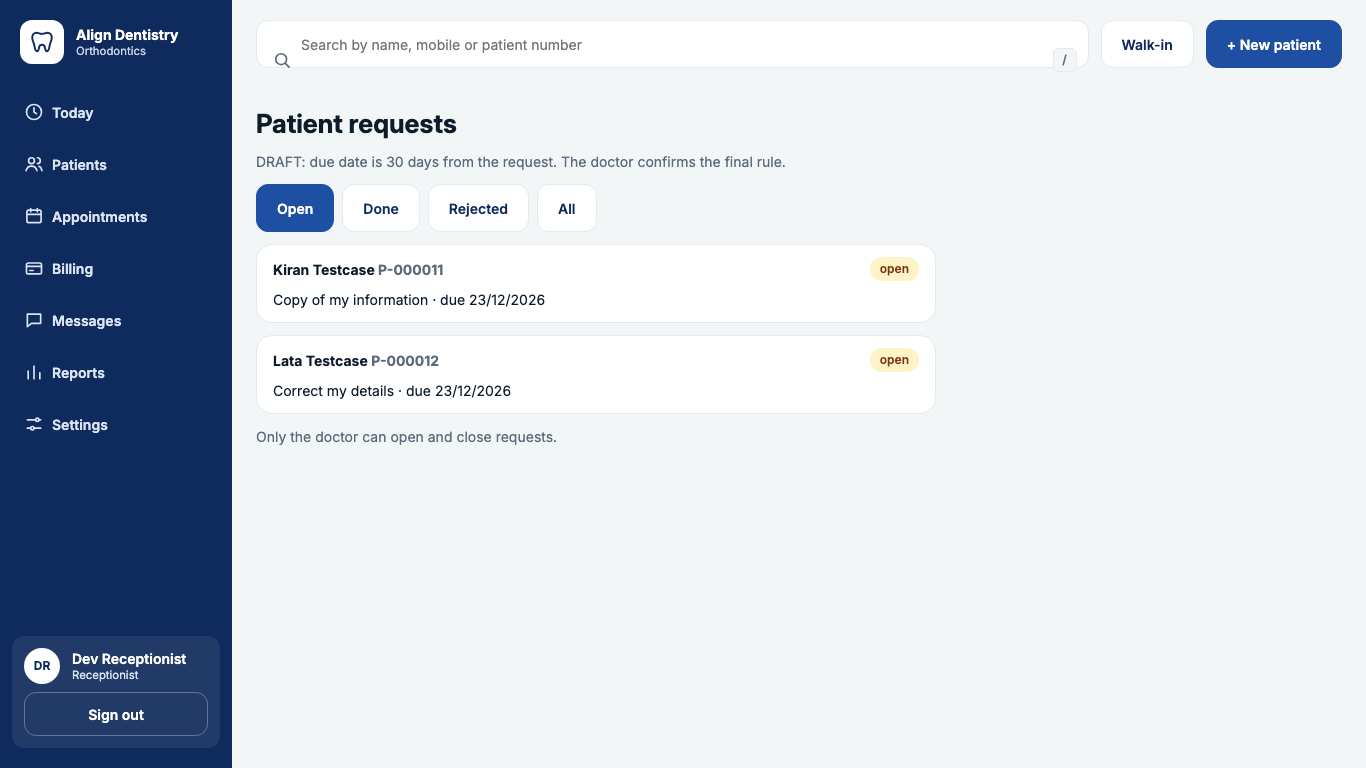 Align Dentistry
Orthodontics
Today
Patients
Appointments
Billing
Messages
Reports
Settings
DR
Dev Receptionist
Receptionist
Sign out
Search by name, mobile or patient number
/
Walk-in
+ New patient
Patient requests
DRAFT: due date is 30 days from the request. The doctor confirms the final rule.
Open
Done
Rejected
All
Kiran Testcase P-000011
open
Copy of my information · due 23/12/2026
Lata Testcase P-000012
open
Correct my details · due 23/12/2026
Only the doctor can open and close requests.